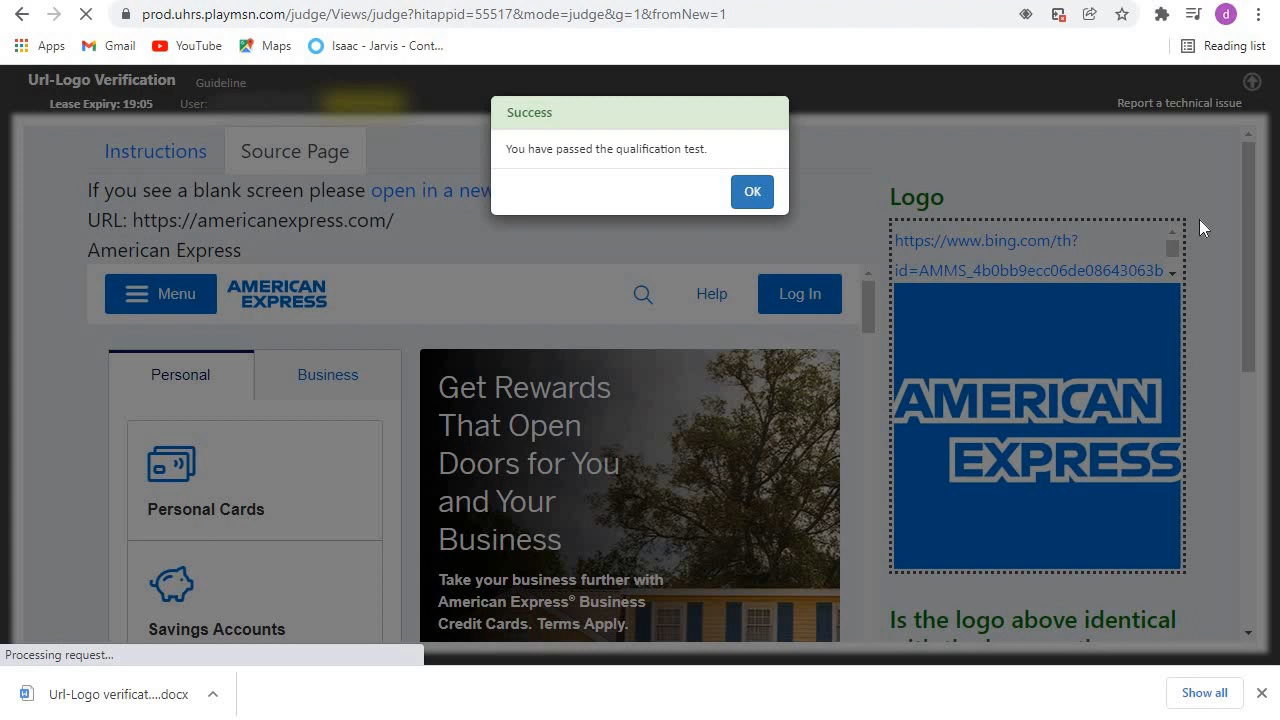 prod.uhrs.playmsn.com/judge/Views/judge?hitappid=55517&mode=judge&g=1&fromNew=1
d
Apps
Gmail
YouTube
Maps
Isaac - Jarvis - Cont...
Reading list
Url-Logo Verification
Guideline
Lease Expiry: 19:05
User:
Report a technical issue
Success
You have passed the qualification test.
OK
Instructions
Source Page
If you see a blank screen please open in a new
URL: https://americanexpress.com/
American Express
Menu
AMERICAN
EXPRESS
Help
Log In
Personal
Business
Personal Cards
Savings Accounts
Get Rewards
That Open
Doors for You
and Your
Business
Take your business further with
American Express® Business
Credit Cards. Terms Apply.
Logo
https://www.bing.com/th?
id=AMMS_4b0bb9ecc06de08643063b
AMERICAN
EXPRESS
Is the logo above identical
Processing request...
Url-Logo verificat....docx
Show all